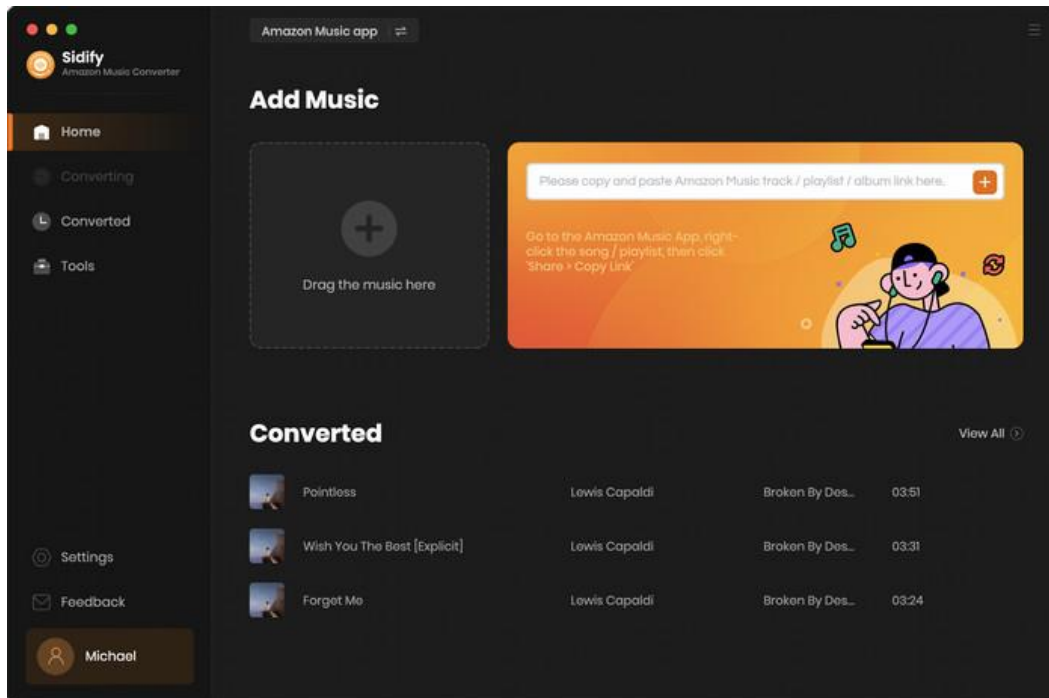 Amazon Music app
Sidify
Amazon Music Converter
Home
Converting
Converted
Tools
Settings
Feedback
Michael
Add Music
Drag the music here
Please copy and paste Amazon Music track / playlist / album link here.
Go to the Amazon Music App, right-
click the song / playlist, then click
'Share > Copy Link'
Converted
View All
Pointless Lewis Capaldi Broken By Des... 03:51
Wish You The Best [Explicit] Lewis Capaldi Broken By Des... 03:31
Forget Me Lewis Capaldi Broken By Des... 03:24